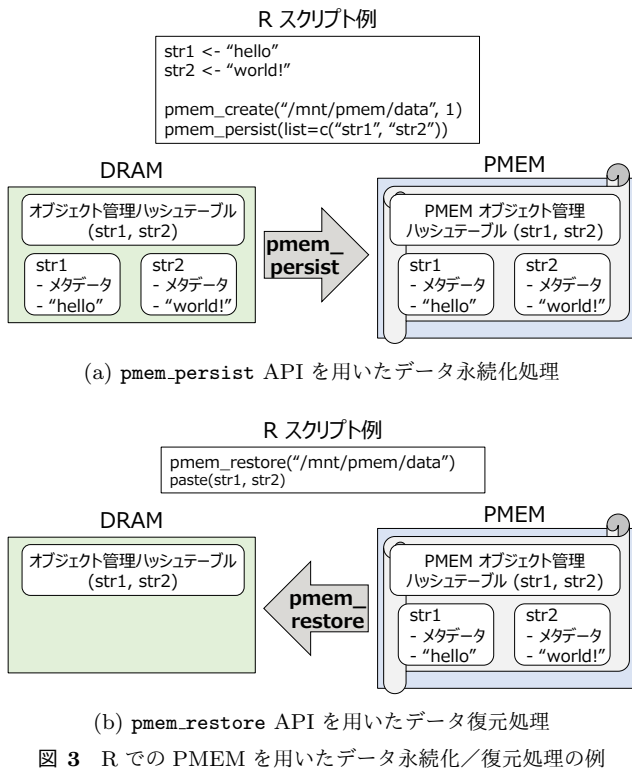 R スクリプト例
str1 <- “hello”
str2 <- “world!”
pmem_create(“/mnt/pmem/data”, 1)
pmem_persist(list=c(“str1”, “str2”))
DRAM
オブジェクト管理ハッシュテーブル
(str1, str2)
str1
- メタデータ
- “hello”
str2
- メタデータ
- “world!”
pmem_
persist
PMEM
PMEM オブジェクト管理
ハッシュテーブル (str1, str2)
str1
- メタデータ
- “hello”
str2
- メタデータ
- “world!”
(a) pmem_persist API を用いたデータ永続化処理
R スクリプト例
pmem_restore(“/mnt/pmem/data”)
paste(str1, str2)
DRAM
オブジェクト管理ハッシュテーブル
(str1, str2)
pmem_
restore
PMEM
PMEM オブジェクト管理
ハッシュテーブル (str1, str2)
str1
- メタデータ
- “hello”
str2
- メタデータ
- “world!”
(b) pmem_restore API を用いたデータ復元処理
図 3 R での PMEM を用いたデータ永続化／復元処理の例